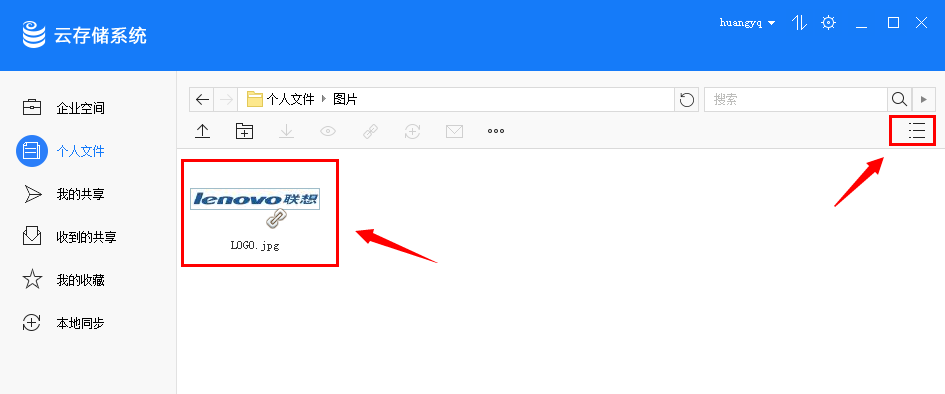 云存储系统
huangyq
企业空间
个人文件
我的共享
收到的共享
我的收藏
本地同步
个人文件 图片
搜索
lenovo联想
LOGO.jpg